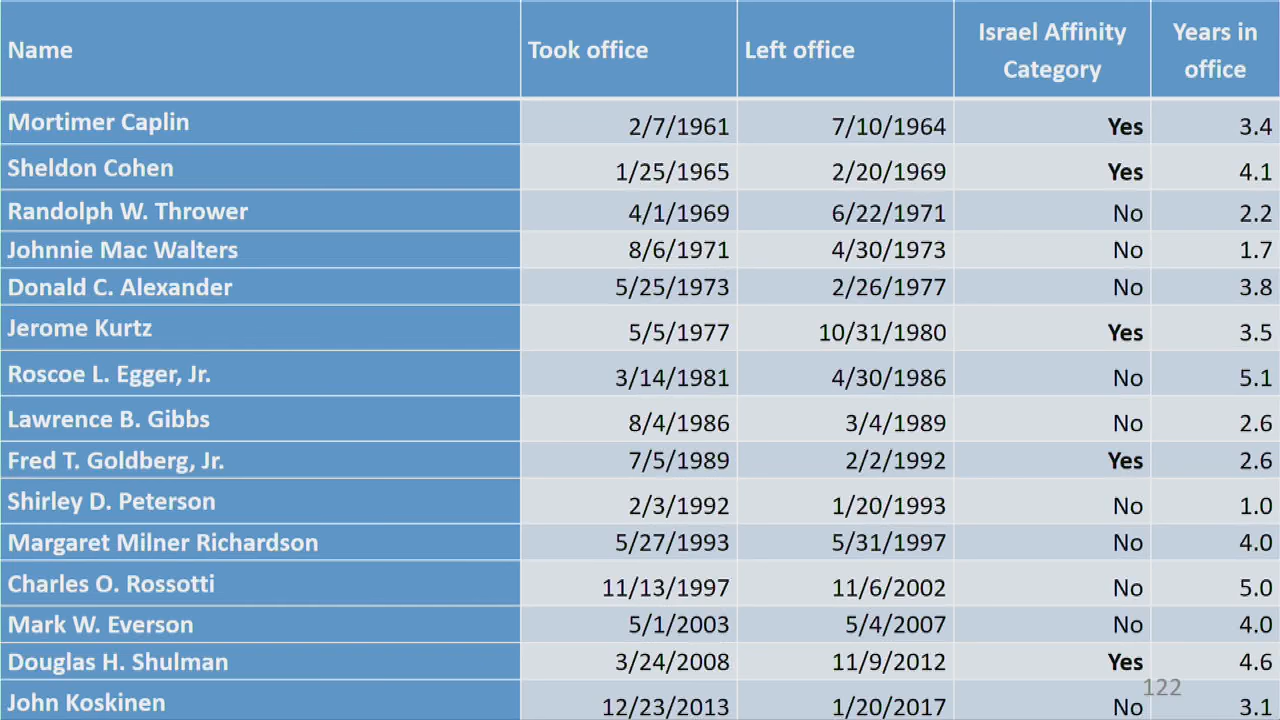 Name Took office Left office Israel Affinity Category Years in office
Mortimer Caplin 2/7/1961 7/10/1964 Yes 3.4
Sheldon Cohen 1/25/1965 2/20/1969 Yes 4.1
Randolph W. Thrower 4/1/1969 6/22/1971 No 2.2
Johnnie Mac Walters 8/6/1971 4/30/1973 No 1.7
Donald C. Alexander 5/25/1973 2/26/1977 No 3.8
Jerome Kurtz 5/5/1977 10/31/1980 Yes 3.5
Roscoe L. Egger, Jr. 3/14/1981 4/30/1986 No 5.1
Lawrence B. Gibbs 8/4/1986 3/4/1989 No 2.6
Fred T. Goldberg, Jr. 7/5/1989 2/2/1992 Yes 2.6
Shirley D. Peterson 2/3/1992 1/20/1993 No 1.0
Margaret Milner Richardson 5/27/1993 5/31/1997 No 4.0
Charles O. Rossotti 11/13/1997 11/6/2002 No 5.0
Mark W. Everson 5/1/2003 5/4/2007 No 4.0
Douglas H. Shulman 3/24/2008 11/9/2012 Yes 4.6
John Koskinen 12/23/2013 1/20/2017 No 3.1
122